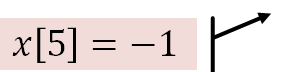 x[5] = −1